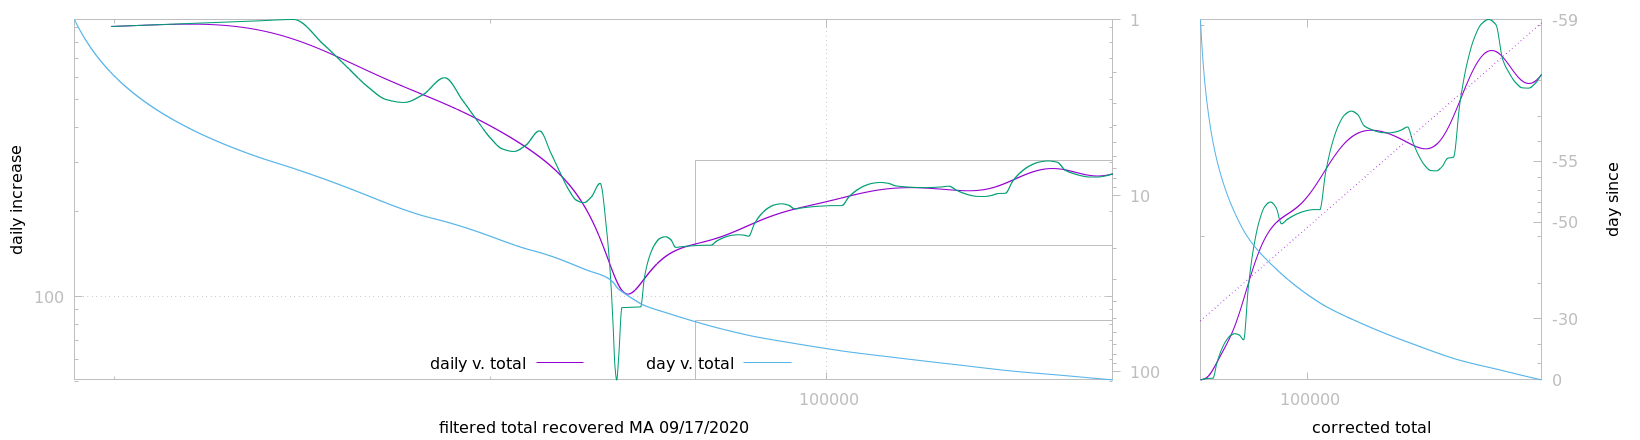 daily increase
100
daily v. total
day v. total
100000
filtered total recovered MA 09/17/2020
1
10
100
100000
corrected total
-59
-55
-50
-30
0
day since